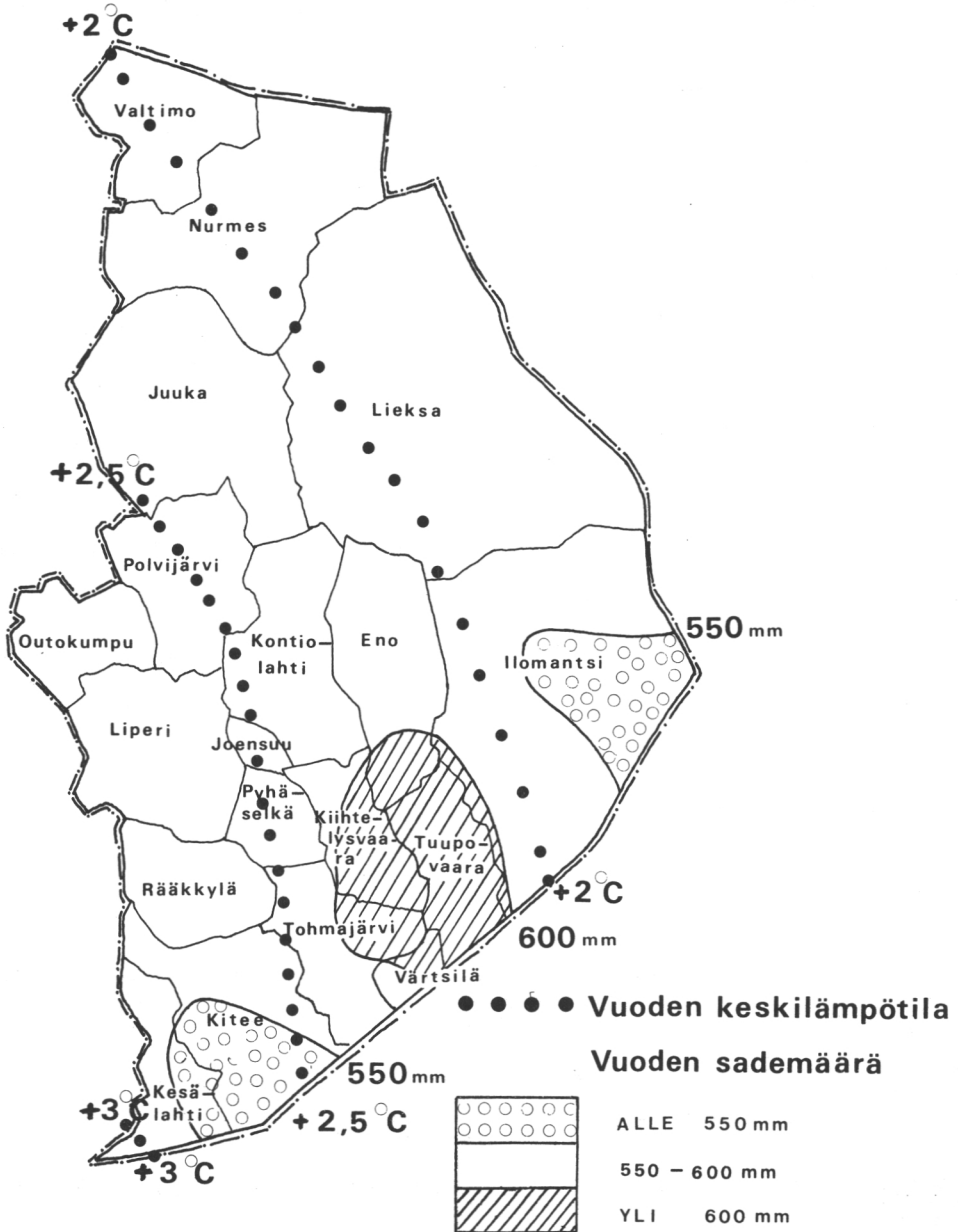 +2°C
Valtimo
Nurmes
Juuka
Lieksa
+2,5°C
Polvijärvi
Outokumpu
Kontio-
lahti
Eno
550 mm
Ilomantsi
Liperi
Joensuu
Pyhä-
selkä
Kiihte-
lysvaa-
ra
Tuupo-
vaara
Rääkkylä
+2°C
Tohmajärvi
600 mm
Värtsilä
Vuoden keskilämpötila
Kitee
Vuoden sademäärä
550 mm
Kesä-
lahti
+3°C
+2,5°C
+3°C
ALLE 550 mm
550 – 600 mm
YLI 600 mm